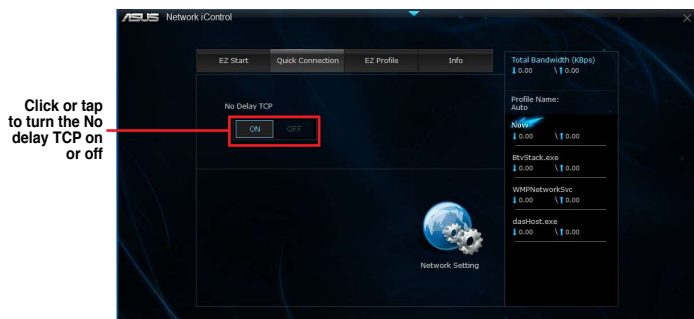 ASUS Network iControl
EZ Start
Quick Connection
EZ Profile
Info
Click or tap
to turn the No
delay TCP on
or off
No Delay TCP
ON
OFF
Network Setting
Total Bandwidth (KBps)
0.00 \ 0.00
Profile Name:
Auto
Now
0.00 \ 0.00
BtvStack.exe
0.00 \ 0.00
WMPNetworkSvc
0.00 \ 0.00
dasHost.exe
0.00 \ 0.00